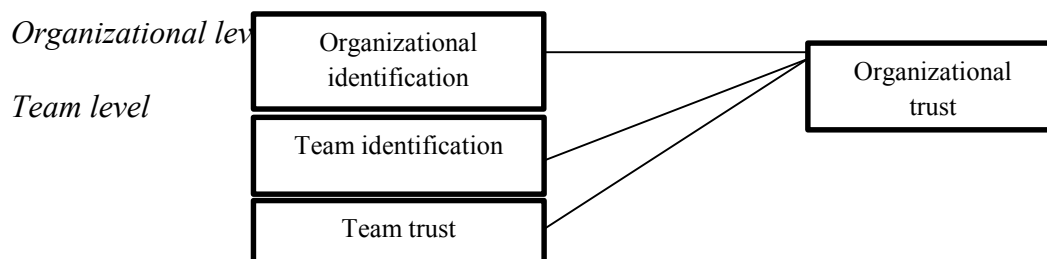 Organizational lev
Organizational
identification
Organizational
trust
Team level
Team identification
Team trust